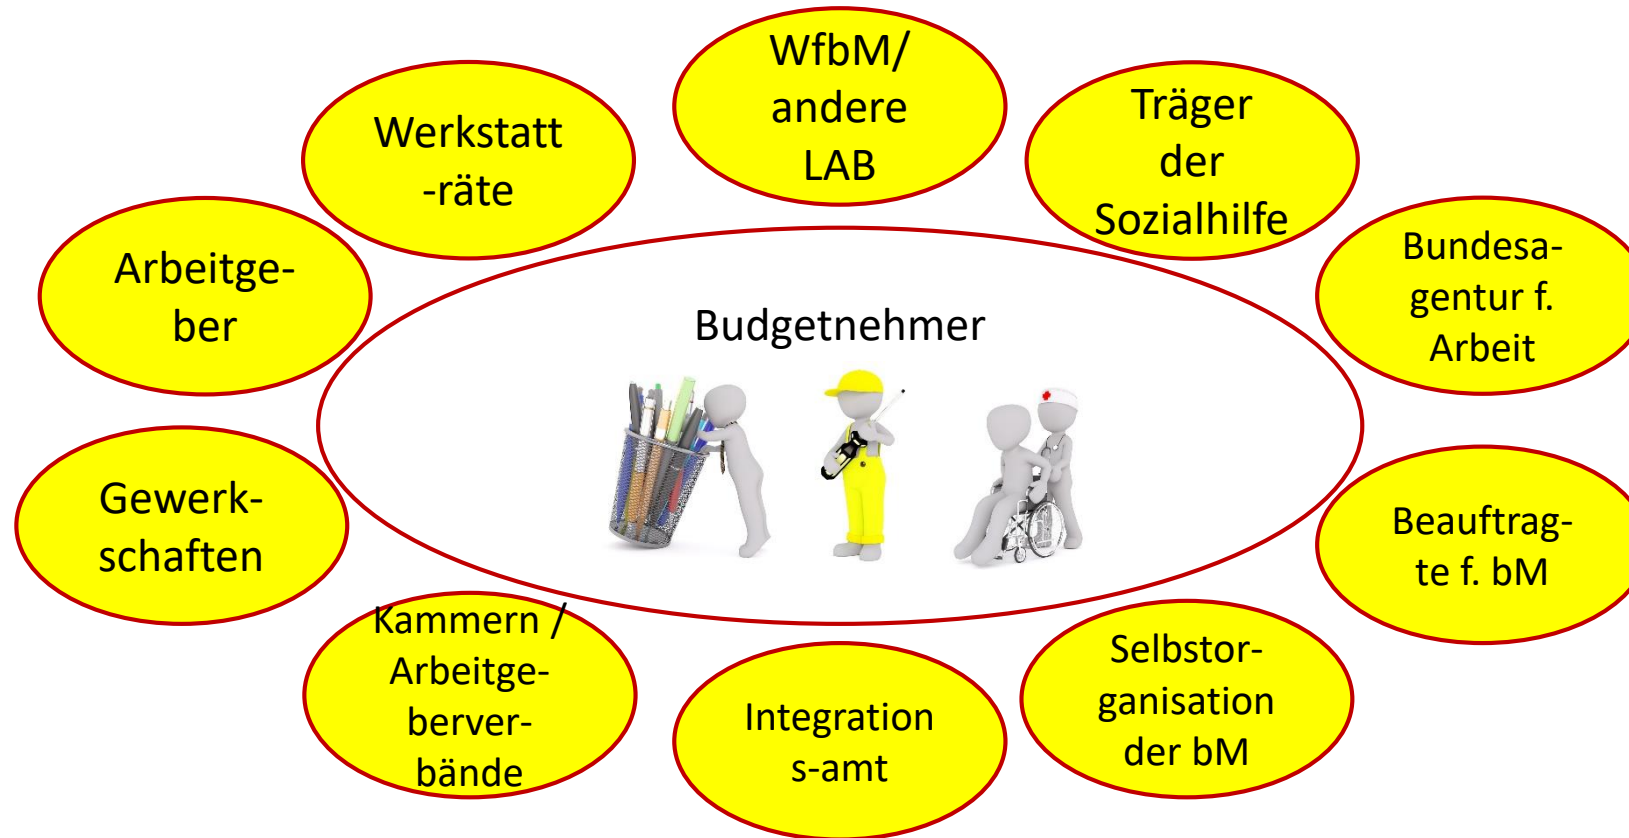 WfbM/
andere
LAB
Werkstatt
-räte
Träger
der
Sozialhilfe
Arbeitge-
ber
Bundesa-
gentur f.
Arbeit
Budgetnehmer
Gewerk-
schaften
Beauftrag-
te f. bM
Kammern /
Arbeitge-
berver-
bände
Integration
s-amt
Selbstor-
ganisation
der bM